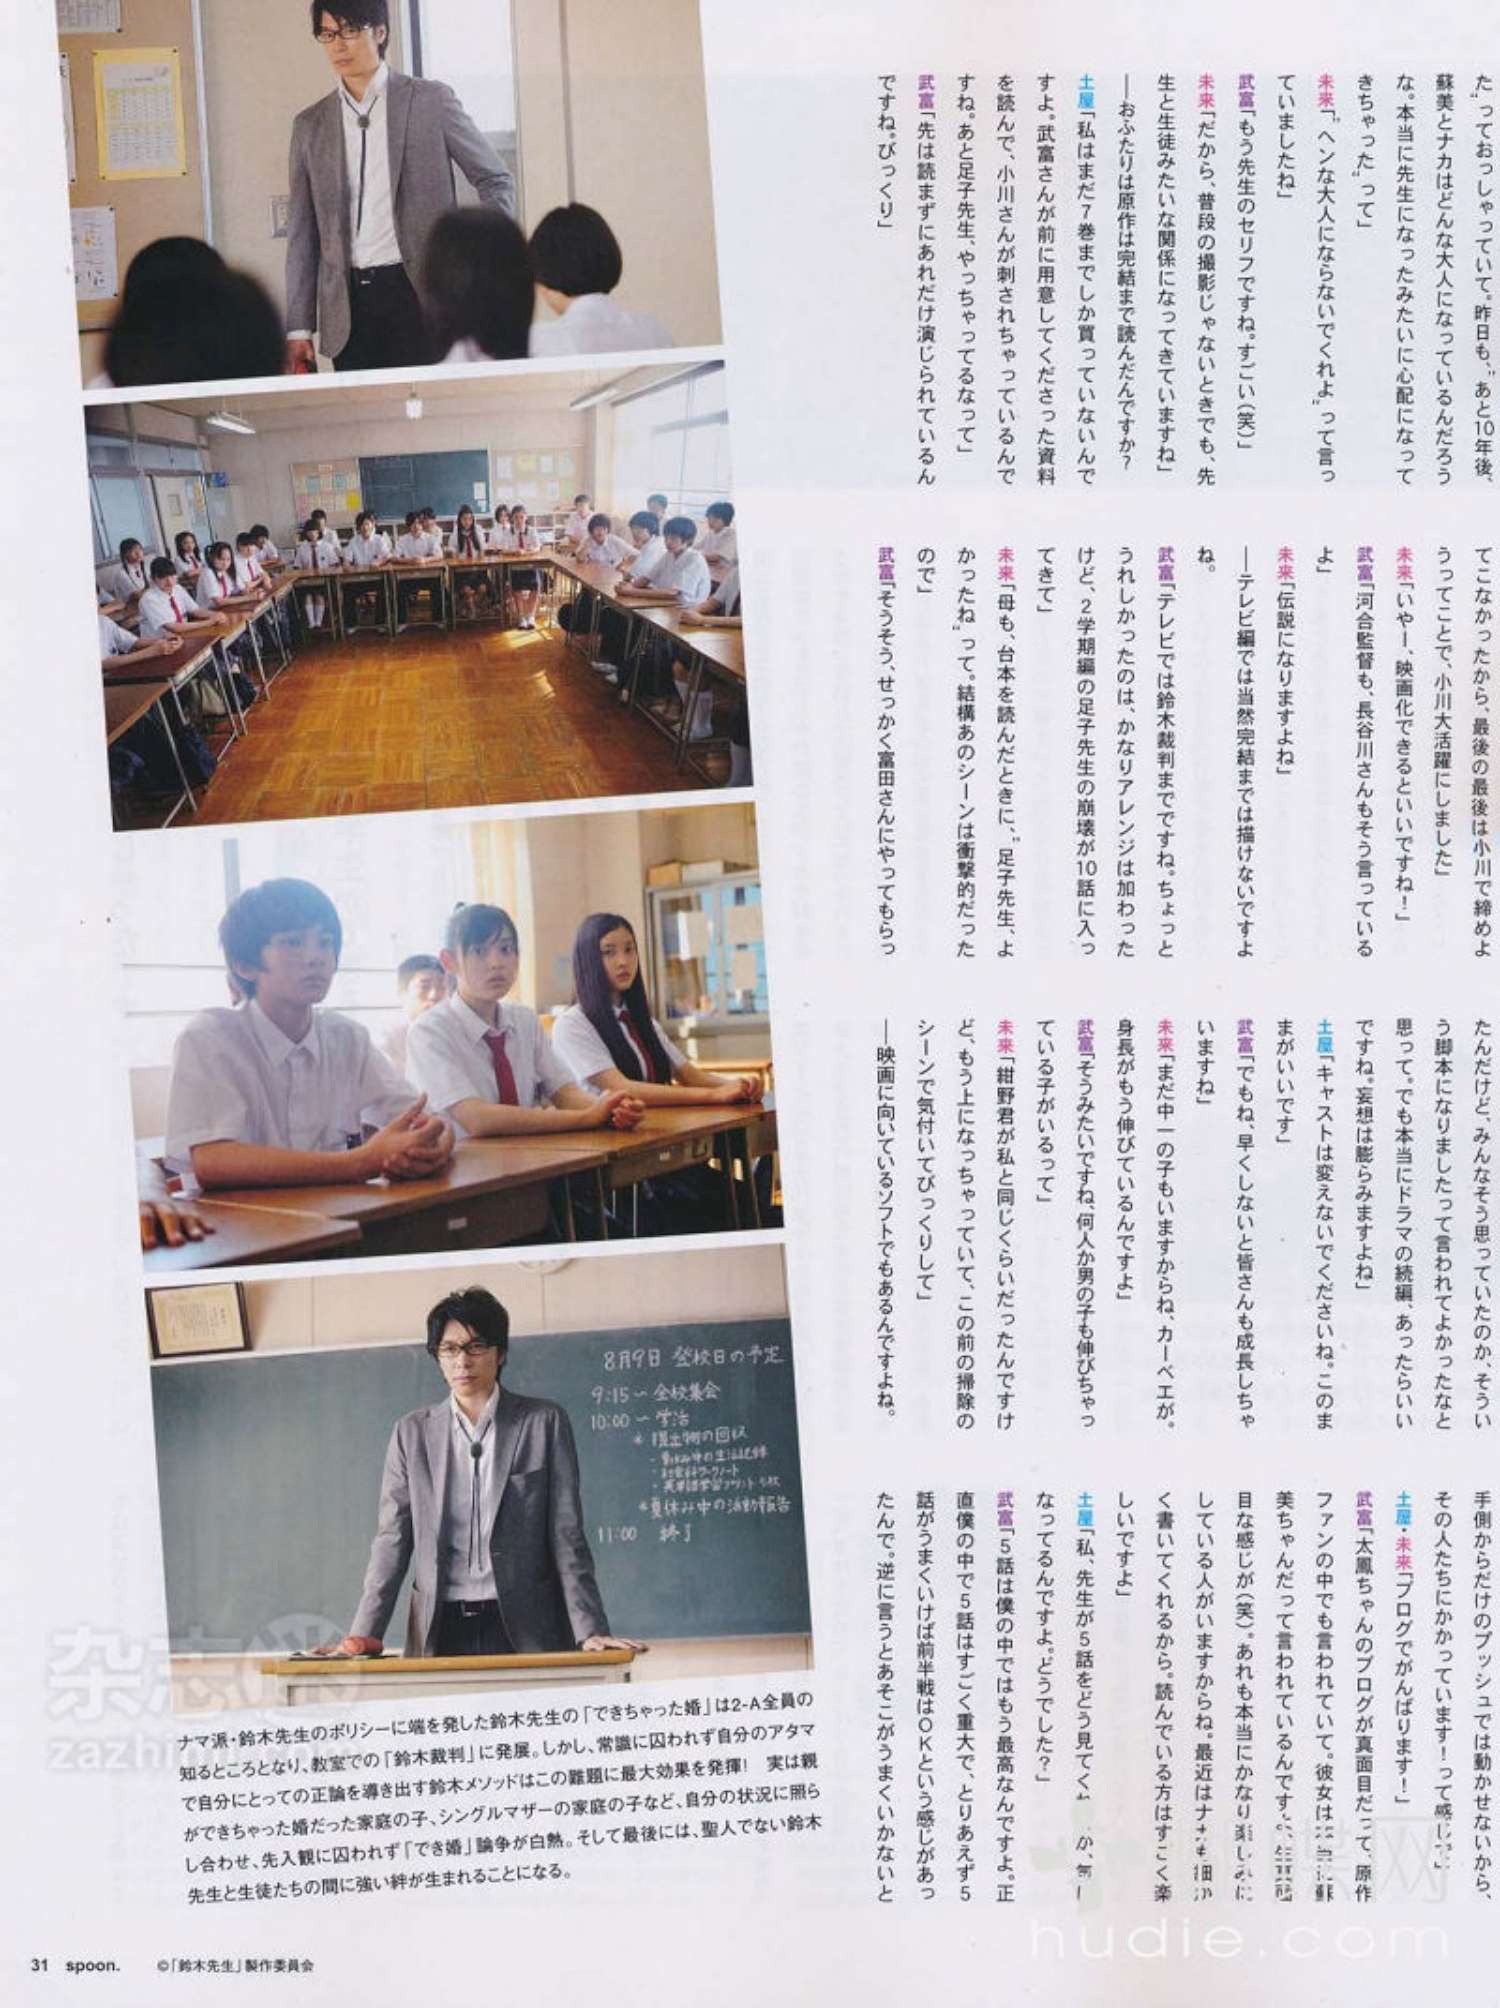 た”っておっしゃっていて。昨日も、“あと10年後、
蘇美とナカはどんな大人になっているんだろう
な。本当に先生になったみたいに心配になって
きちゃった”って」
未来「“ヘンな大人にならないでくれよ”って言っ
ていましたね」
武富「もう先生のセリフですね。すごい(笑)」
未来「だから、普段の撮影じゃないときでも、先
生と生徒みたいな関係になってきていますね」
──おふたりは原作は完結まで読んだんですか？
土屋「私はまだ7巻までしか買っていないんで
すよ。武富さんが前に用意してくださった資料
を読んで、小川さんが刺されちゃっているんで
すね。あと足子先生、やっちゃってるなって」
武富「先は読まずにあれだけ演じられているん
ですね。びっくり」
てこなかったから、最後の最後は小川で締めよ
うってことで、小川大活躍にしました」
未来「いやー、映画化できるといいですね！」
武富「河合監督も、長谷川さんもそう言っている
よ」
未来「伝説になりますよね」
──テレビ編では当然完結までは描けないですよ
ね。
武富「テレビでは鈴木裁判までですね。ちょっと
うれしかったのは、かなりアレンジは加わった
けど、2学期編の足子先生の崩壊が10話に入っ
てきて」
未来「母も、台本を読んだときに、“足子先生、よ
かったね”って。結構あのシーンは衝撃的だった
ので」
武富「そうそう、せっかく富田さんにやってもらっ
たんだけど、みんなそう思っていたのか、そうい
う脚本になりましたって言われてよかったなと
思って。でも本当にドラマの続編、あったらいい
ですね。妄想は膨らみますよね」
土屋「キャストは変えないでくださいね。このま
まがいいです」
武富「でもね、早くしないと皆さんも成長しちゃ
いますね」
未来「まだ中一の子もいますからね、カーベエが。
身長がもう伸びているんですよ」
武富「そうみたいですね、何人か男の子も伸びちゃっ
ている子がいるって」
未来「紺野君が私と同じくらいだったんですけ
ど、もう上になっちゃっていて、この前の掃除の
シーンで気付いてびっくりして」
──映画に向いているソフトでもあるんですよね。
手側からだけのプッシュでは動かせないから、
その人たちにかかっています！って感じで」
土屋・未来「ブログでがんばります！」
武富「太鳳ちゃんのブログが真面目だって、原作
ファンの中でも言われていて。彼女は 蘇
美ちゃんだって言われているんです
目な感じが(笑)。あれも本当にかなり楽しみに
している人がいますからね。最近はナカも細か
く書いてくれるから。読んでいる方はすごく楽
しいですよ」
土屋「私、先生が5話をどう見てく か、気に
なってるんですよ。どうでした？」
武富「5話は僕の中ではもう最高なんですよ。正
直僕の中で5話はすごく重大で、とりあえず5
話がうまくいけば前半戦はOKという感じがあっ
たんで。逆に言うとあそこがうまくいかないと
8月9日 登校日の予定
9:15〜全校集会
10:00〜学活
*提出物の回収
・夏休み中の生活記録
・社会科ワークノート
・英単語学習プリント
*夏休み中の活動報告
11:00 終了
ナマ派・鈴木先生のポリシーに端を発した鈴木先生の「できちゃった婚」は2-A全員の
知るところとなり、教室での「鈴木裁判」に発展。しかし、常識に囚われず自分のアタマ
で自分にとっての正論を導き出す鈴木メソッドはこの難題に最大効果を発揮！ 実は親
ができちゃった婚だった家庭の子、シングルマザーの家庭の子など、自分の状況に照ら
し合わせ、先入観に囚われず「でき婚」論争が白熱。そして最後には、聖人でない鈴木
先生と生徒たちの間に強い絆が生まれることになる。
31 spoon. ©「鈴木先生」製作委員会
杂志迷
hudie.com